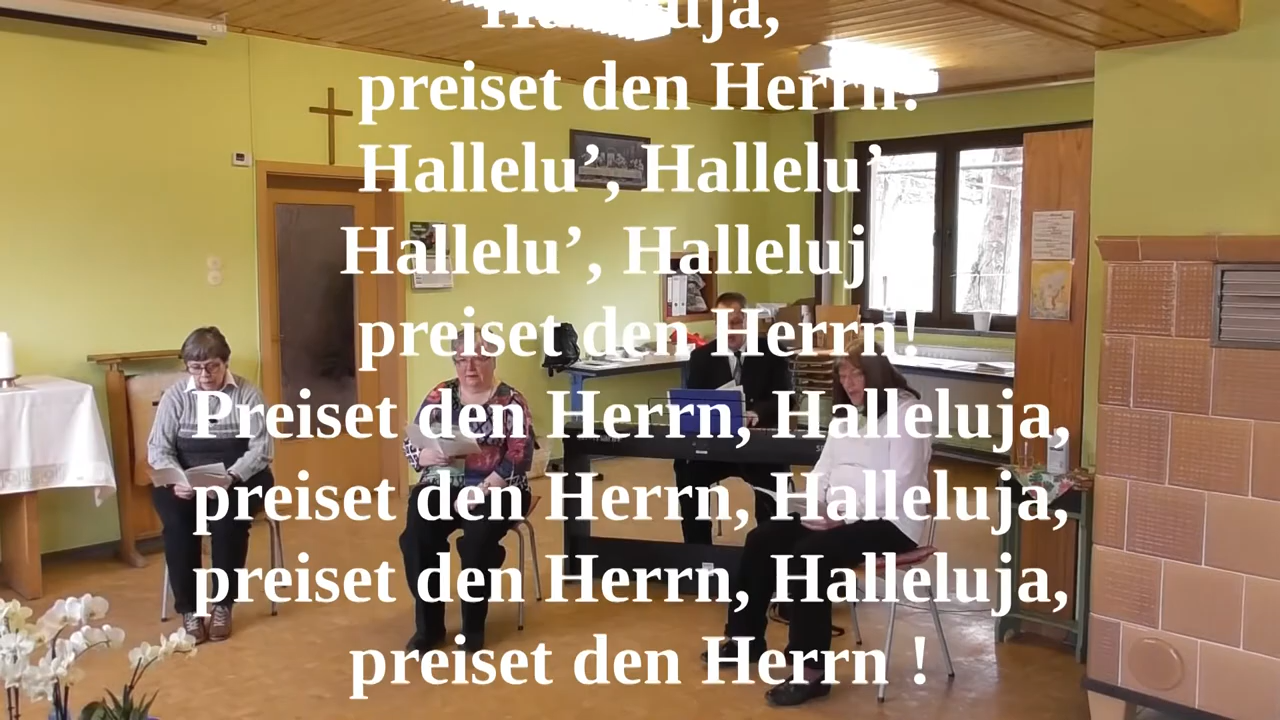 Halleluja,
preiset den Herrn!
Hallelu’, Hallelu’
Hallelu’, Halleluj
preiset den Herrn!
Preiset den Herrn, Halleluja,
preiset den Herrn, Halleluja,
preiset den Herrn, Halleluja,
preiset den Herrn !